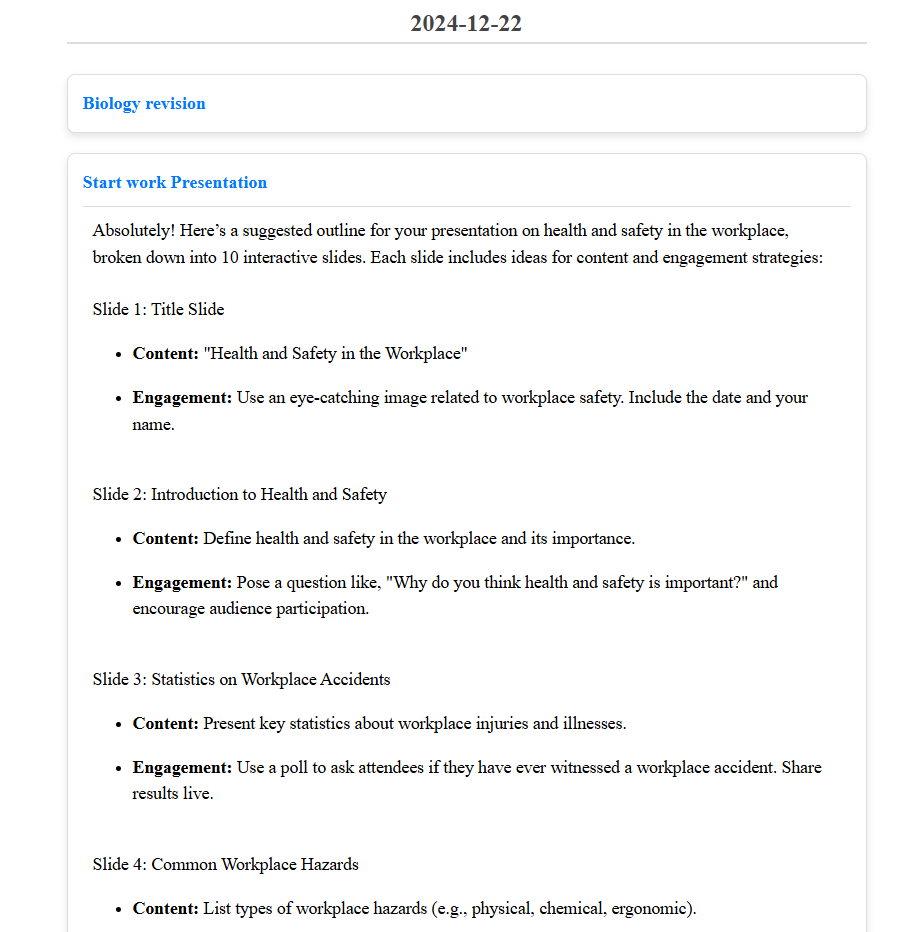 2024-12-22
Biology revision
Start work Presentation
Absolutely! Here’s a suggested outline for your presentation on health and safety in the workplace,
broken down into 10 interactive slides. Each slide includes ideas for content and engagement strategies:
Slide 1: Title Slide
• Content: "Health and Safety in the Workplace"
• Engagement: Use an eye-catching image related to workplace safety. Include the date and your
name.
Slide 2: Introduction to Health and Safety
• Content: Define health and safety in the workplace and its importance.
• Engagement: Pose a question like, "Why do you think health and safety is important?" and
encourage audience participation.
Slide 3: Statistics on Workplace Accidents
• Content: Present key statistics about workplace injuries and illnesses.
• Engagement: Use a poll to ask attendees if they have ever witnessed a workplace accident. Share
results live.
Slide 4: Common Workplace Hazards
• Content: List types of workplace hazards (e.g., physical, chemical, ergonomic).